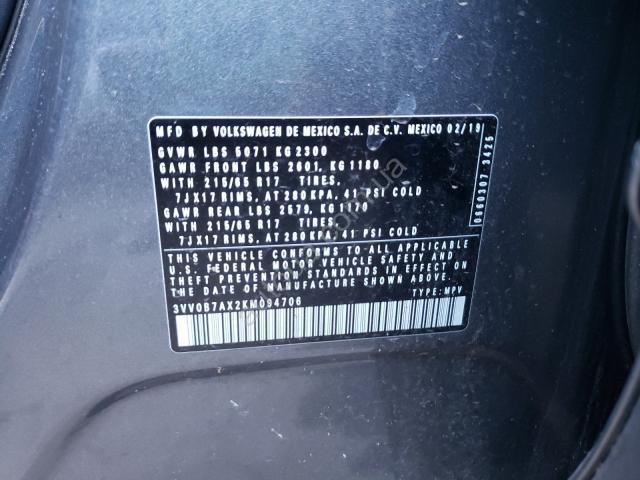 MFD BY VOLKSWAGEN DE MEXICO S.A. DE C.V. MEXICO 02/19
GVWR LBS 5071 KG 2300
GAWR FRONT LBS 2601, KG 1180
WITH 215/65 R17 TIRES.
7JX17 RIMS, AT 280 KPA, 41 PSI COLD
GAWR REAR LBS 2579, KG 1170
WITH 215/65 R17 TIRES.
7JX17 RIMS, AT 280 KPA, 41 PSI COLD
THIS VEHICLE CONFORMS TO ALL APPLICABLE
U.S. FEDERAL MOTOR VEHICLE SAFETY AND
THEFT PREVENTION STANDARDS IN EFFECT ON
THE DATE OF MANUFACTURE SHOWN ABOVE.
3VV0B7AX2KM094706 TYPE: MPV
0660307 3425